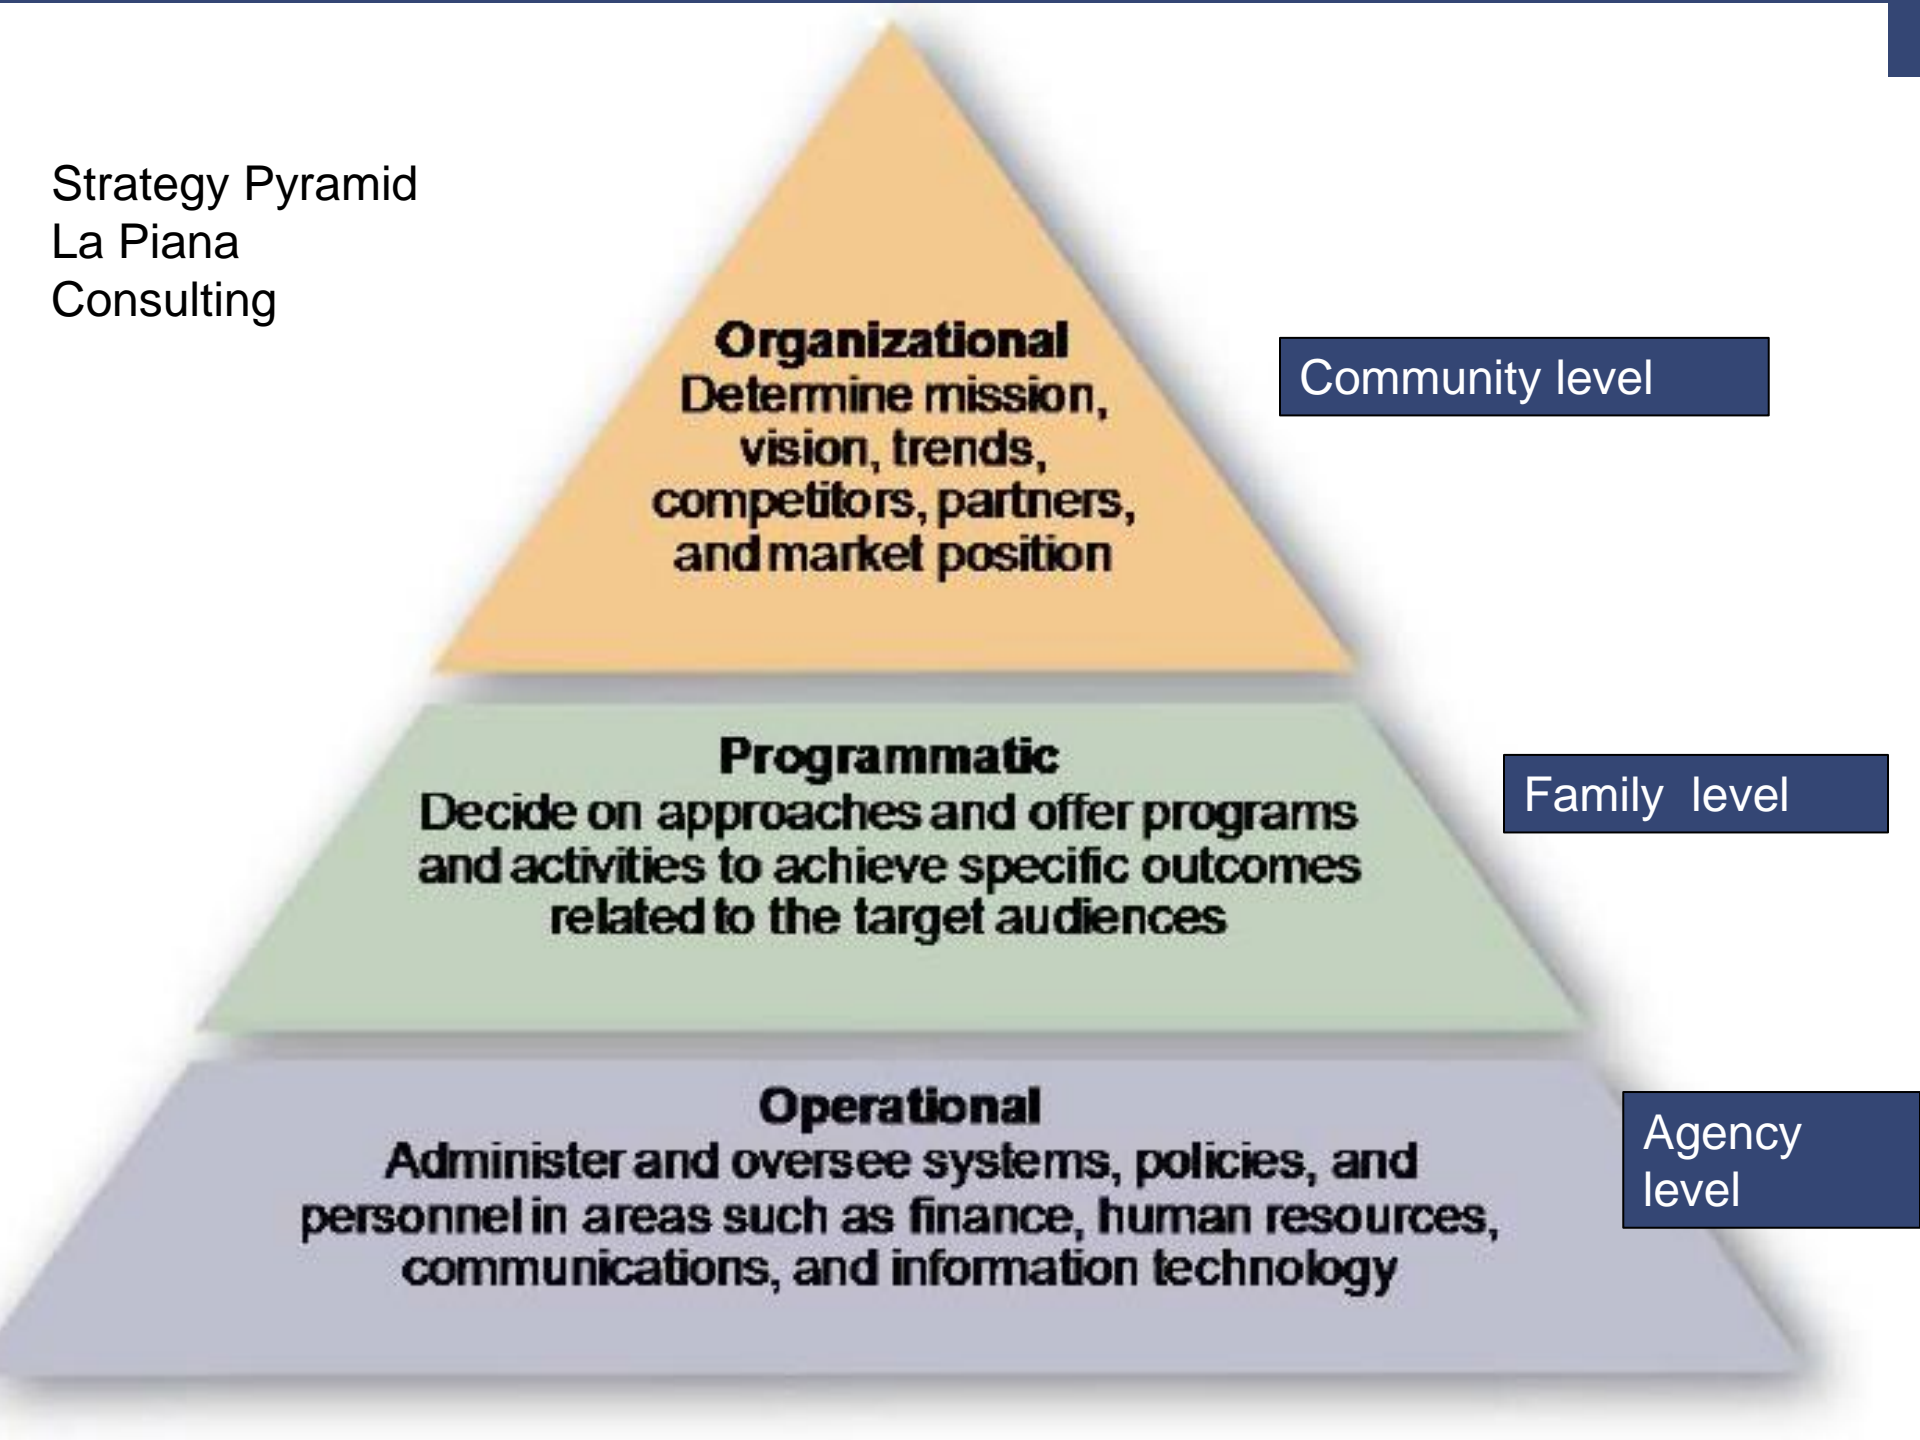 Strategy Pyramid
La Piana
Consulting
Organizational
Determine mission,
vision, trends,
competitors, partners,
and market position
Community level
Programmatic
Decide on approaches and offer programs
and activities to achieve specific outcomes
related to the target audiences
Family level
Operational
Administer and oversee systems, policies, and
personnel in areas such as finance, human resources,
communications, and information technology
Agency
level